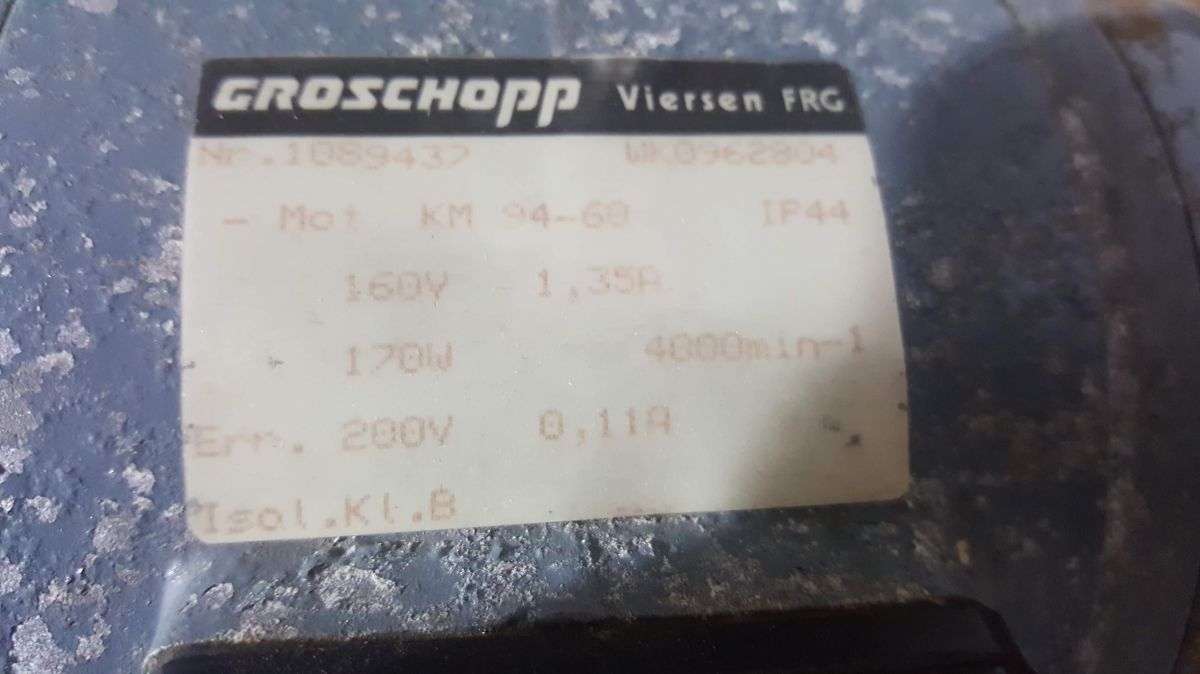 GROSCHOPP Viersen FRG
Nr.1089437 WK0962804
- Mot KM 94-60 IP44
160V 1,35A
170W 4000min-1
Err. 200V 0,11A
Isol.Kl.B